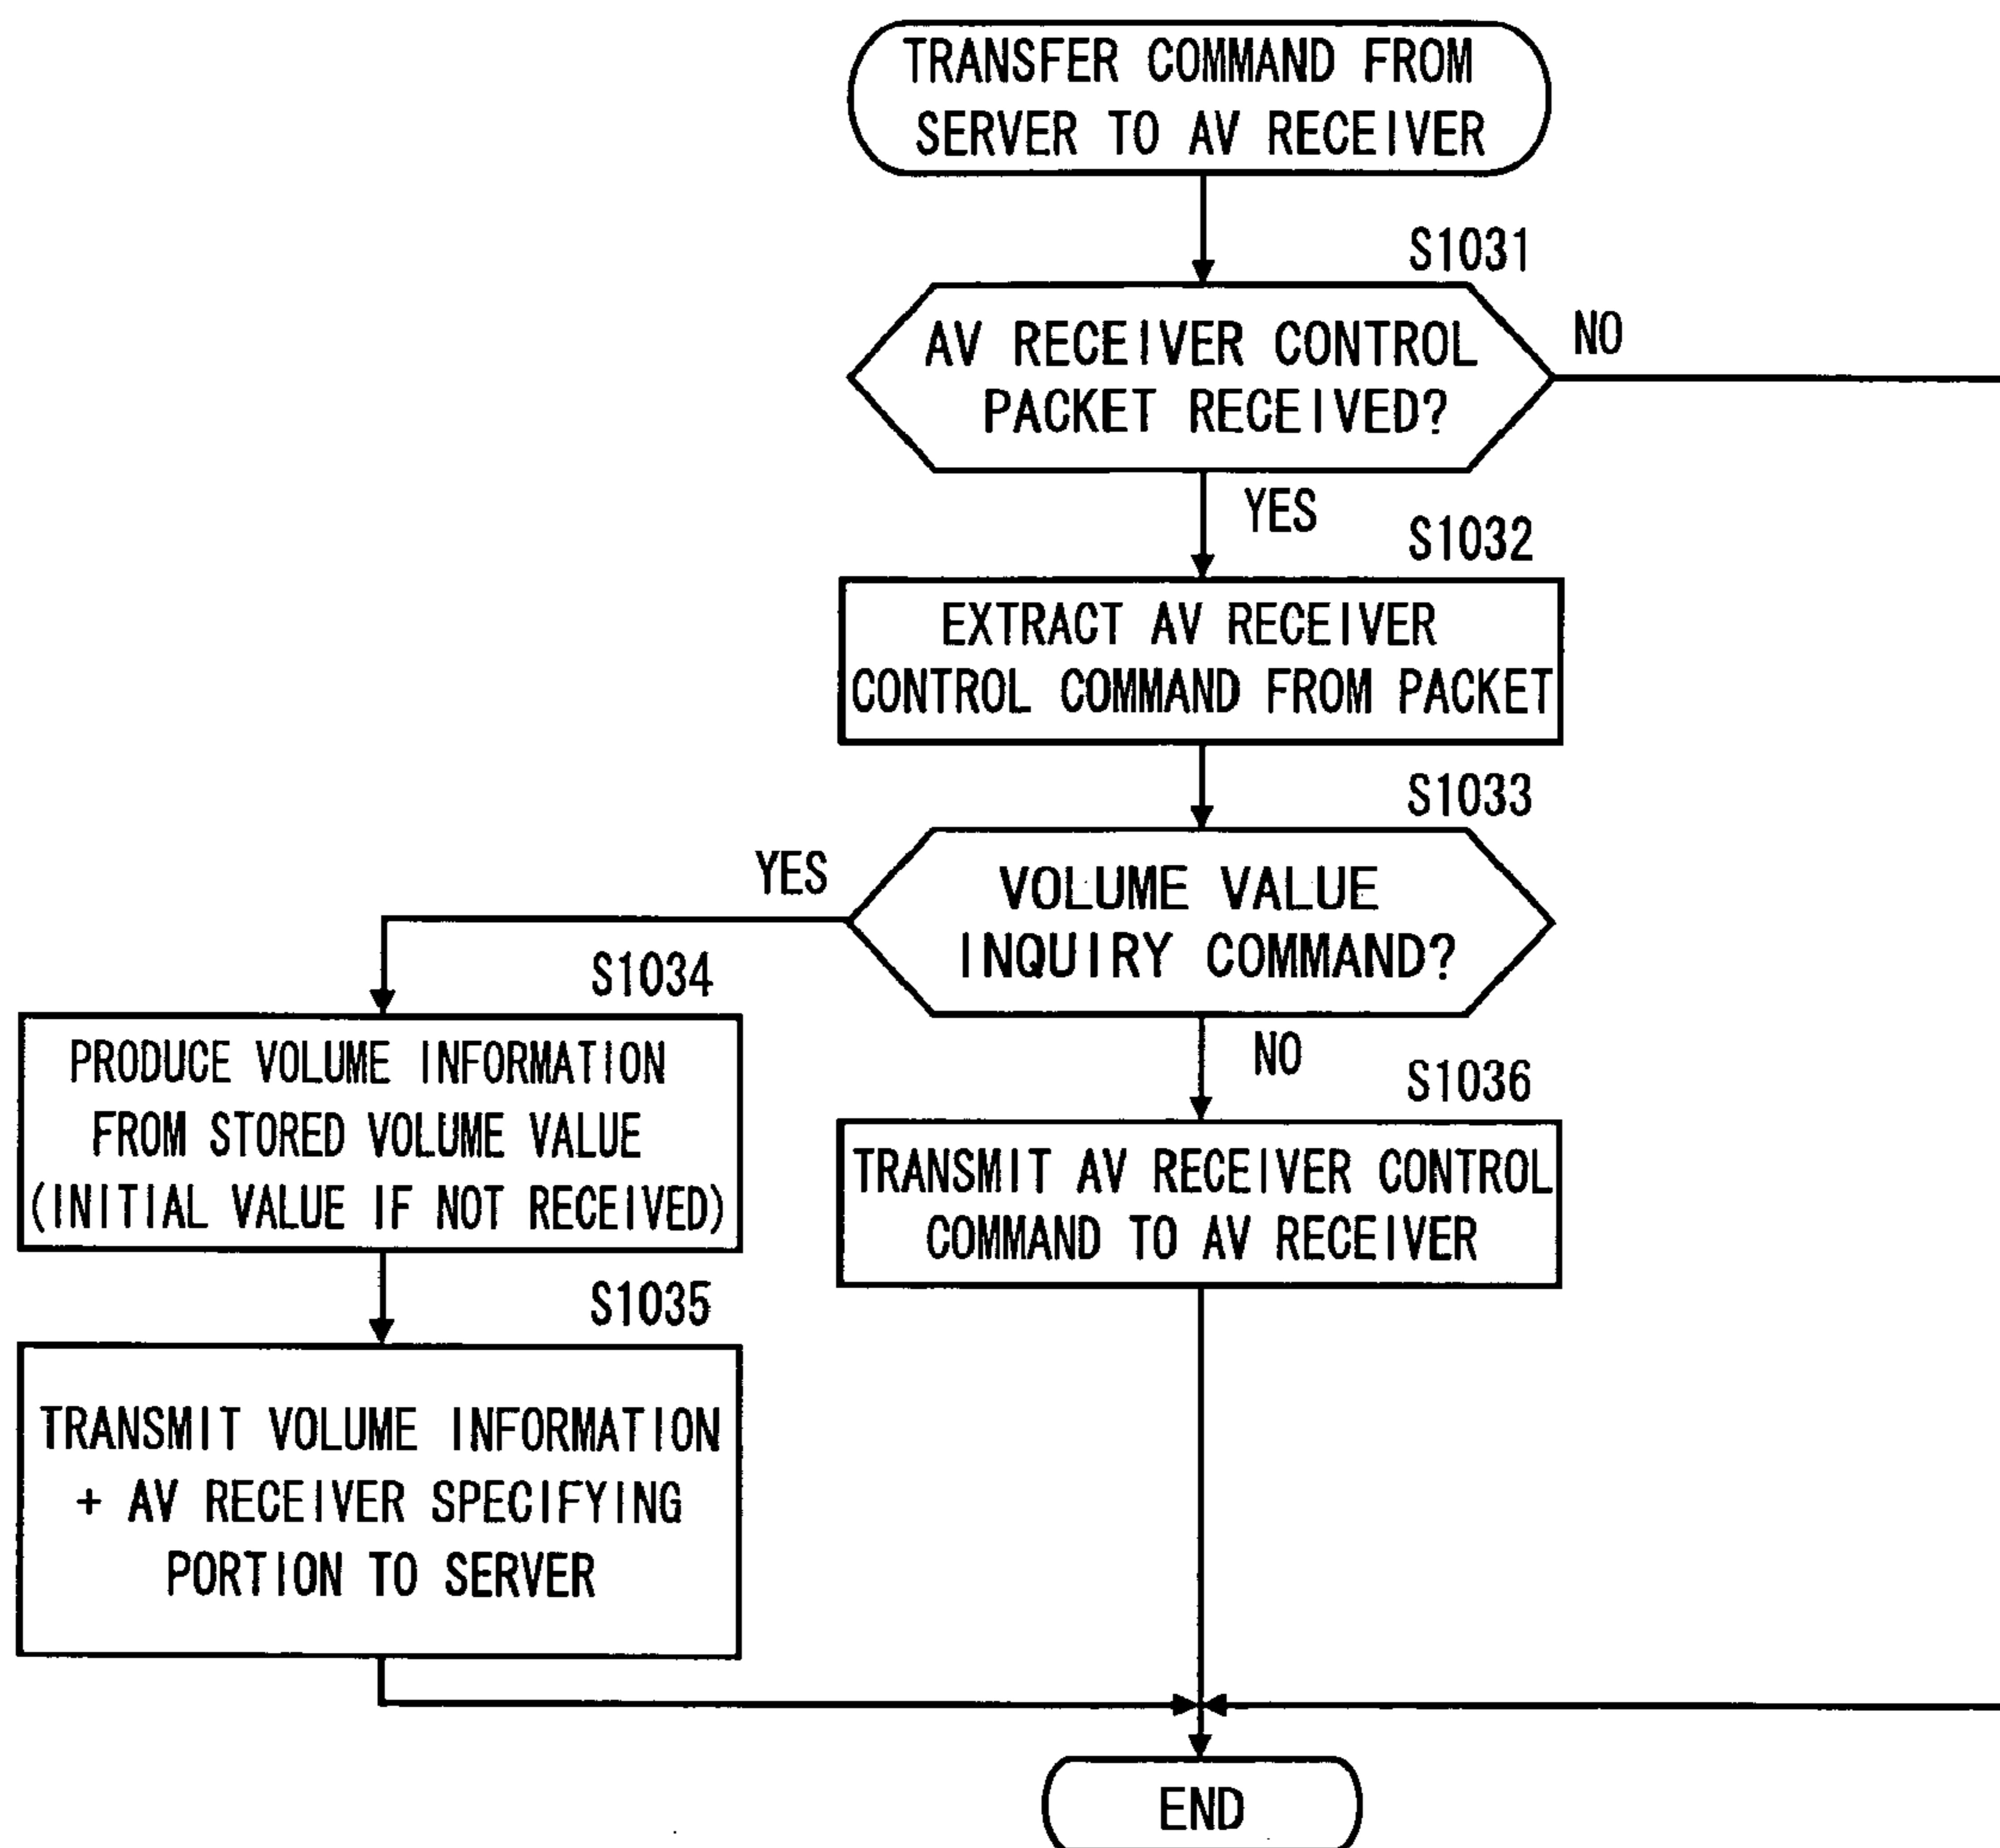 TRANSFER COMMAND FROM
SERVER TO AV RECEIVER
S1031
AV RECEIVER CONTROL
PACKET RECEIVED?
NO
YES
S1032
EXTRACT AV RECEIVER
CONTROL COMMAND FROM PACKET
S1033
VOLUME VALUE
INQUIRY COMMAND?
YES
S1034
PRODUCE VOLUME INFORMATION
FROM STORED VOLUME VALUE
(INITIAL VALUE IF NOT RECEIVED)
S1035
TRANSMIT VOLUME INFORMATION
+ AV RECEIVER SPECIFYING
PORTION TO SERVER
NO
S1036
TRANSMIT AV RECEIVER CONTROL
COMMAND TO AV RECEIVER
END